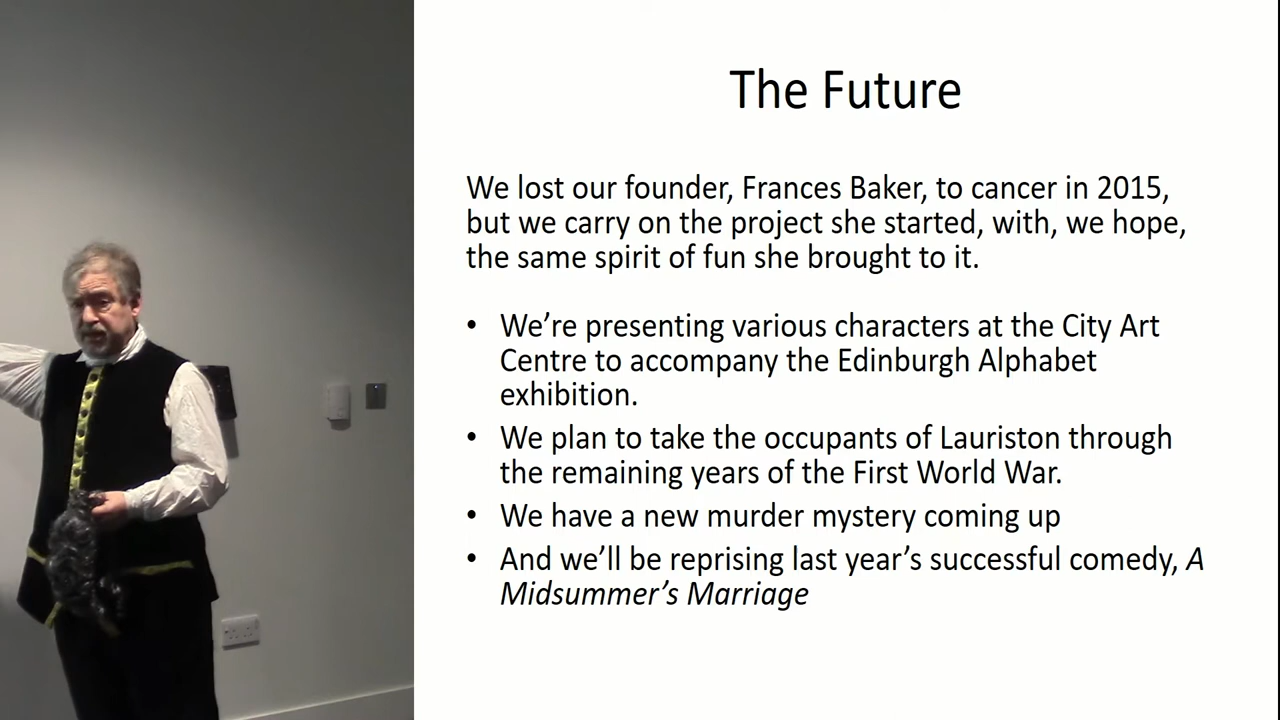 The Future
We lost our founder, Frances Baker, to cancer in 2015,
but we carry on the project she started, with, we hope,
the same spirit of fun she brought to it.
• We’re presenting various characters at the City Art
Centre to accompany the Edinburgh Alphabet
exhibition.
• We plan to take the occupants of Lauriston through
the remaining years of the First World War.
• We have a new murder mystery coming up
• And we’ll be reprising last year’s successful comedy, A
Midsummer’s Marriage